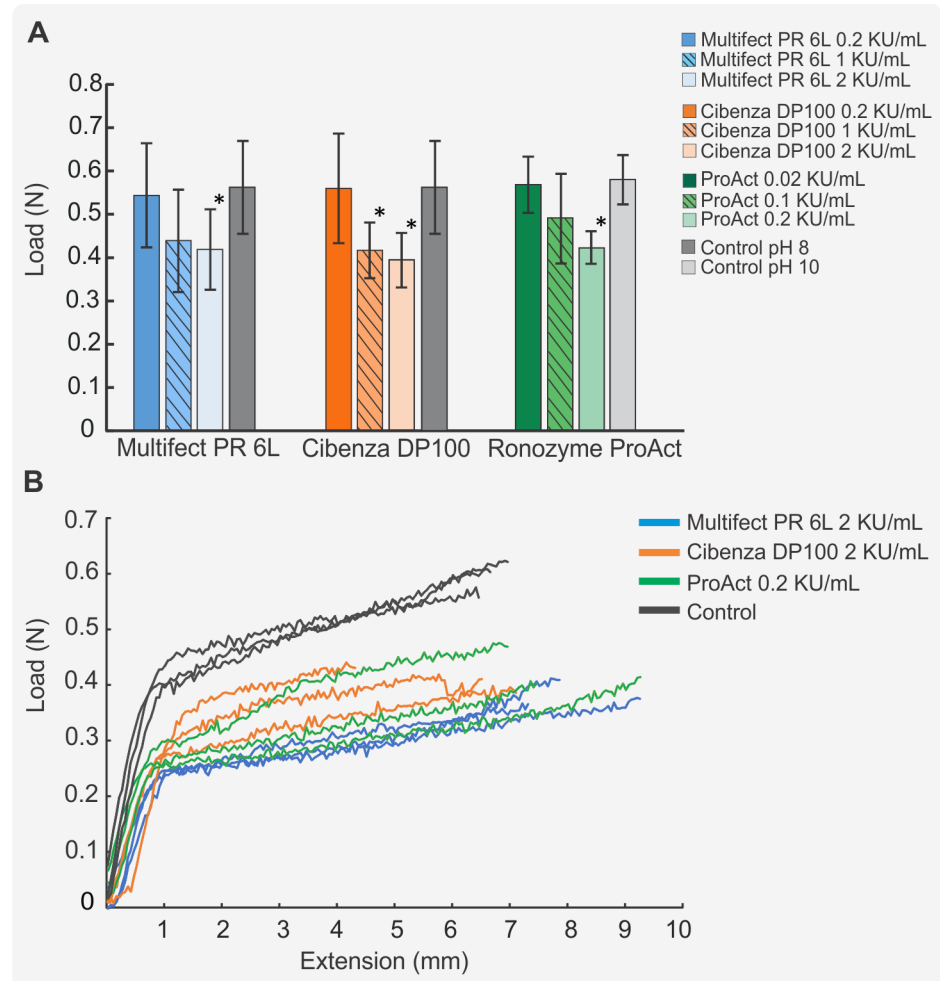 A
Multifect PR 6L 0.2 KU/mL
Multifect PR 6L 1 KU/mL
Multifect PR 6L 2 KU/mL
Cibenza DP100 0.2 KU/mL
Cibenza DP100 1 KU/mL
Cibenza DP100 2 KU/mL
ProAct 0.02 KU/mL
ProAct 0.1 KU/mL
ProAct 0.2 KU/mL
Control pH 8
Control pH 10
Load (N)
0.8
0.7
0.6
0.5
0.4
0.3
0.2
0.1
0
*
*
*
*
Multifect PR 6L
Cibenza DP100
Ronozyme ProAct
B
Multifect PR 6L 2 KU/mL
Cibenza DP100 2 KU/mL
ProAct 0.2 KU/mL
Control
Load (N)
0.7
0.6
0.5
0.4
0.3
0.2
0.1
0
1 2 3 4 5 6 7 8 9 10
Extension (mm)